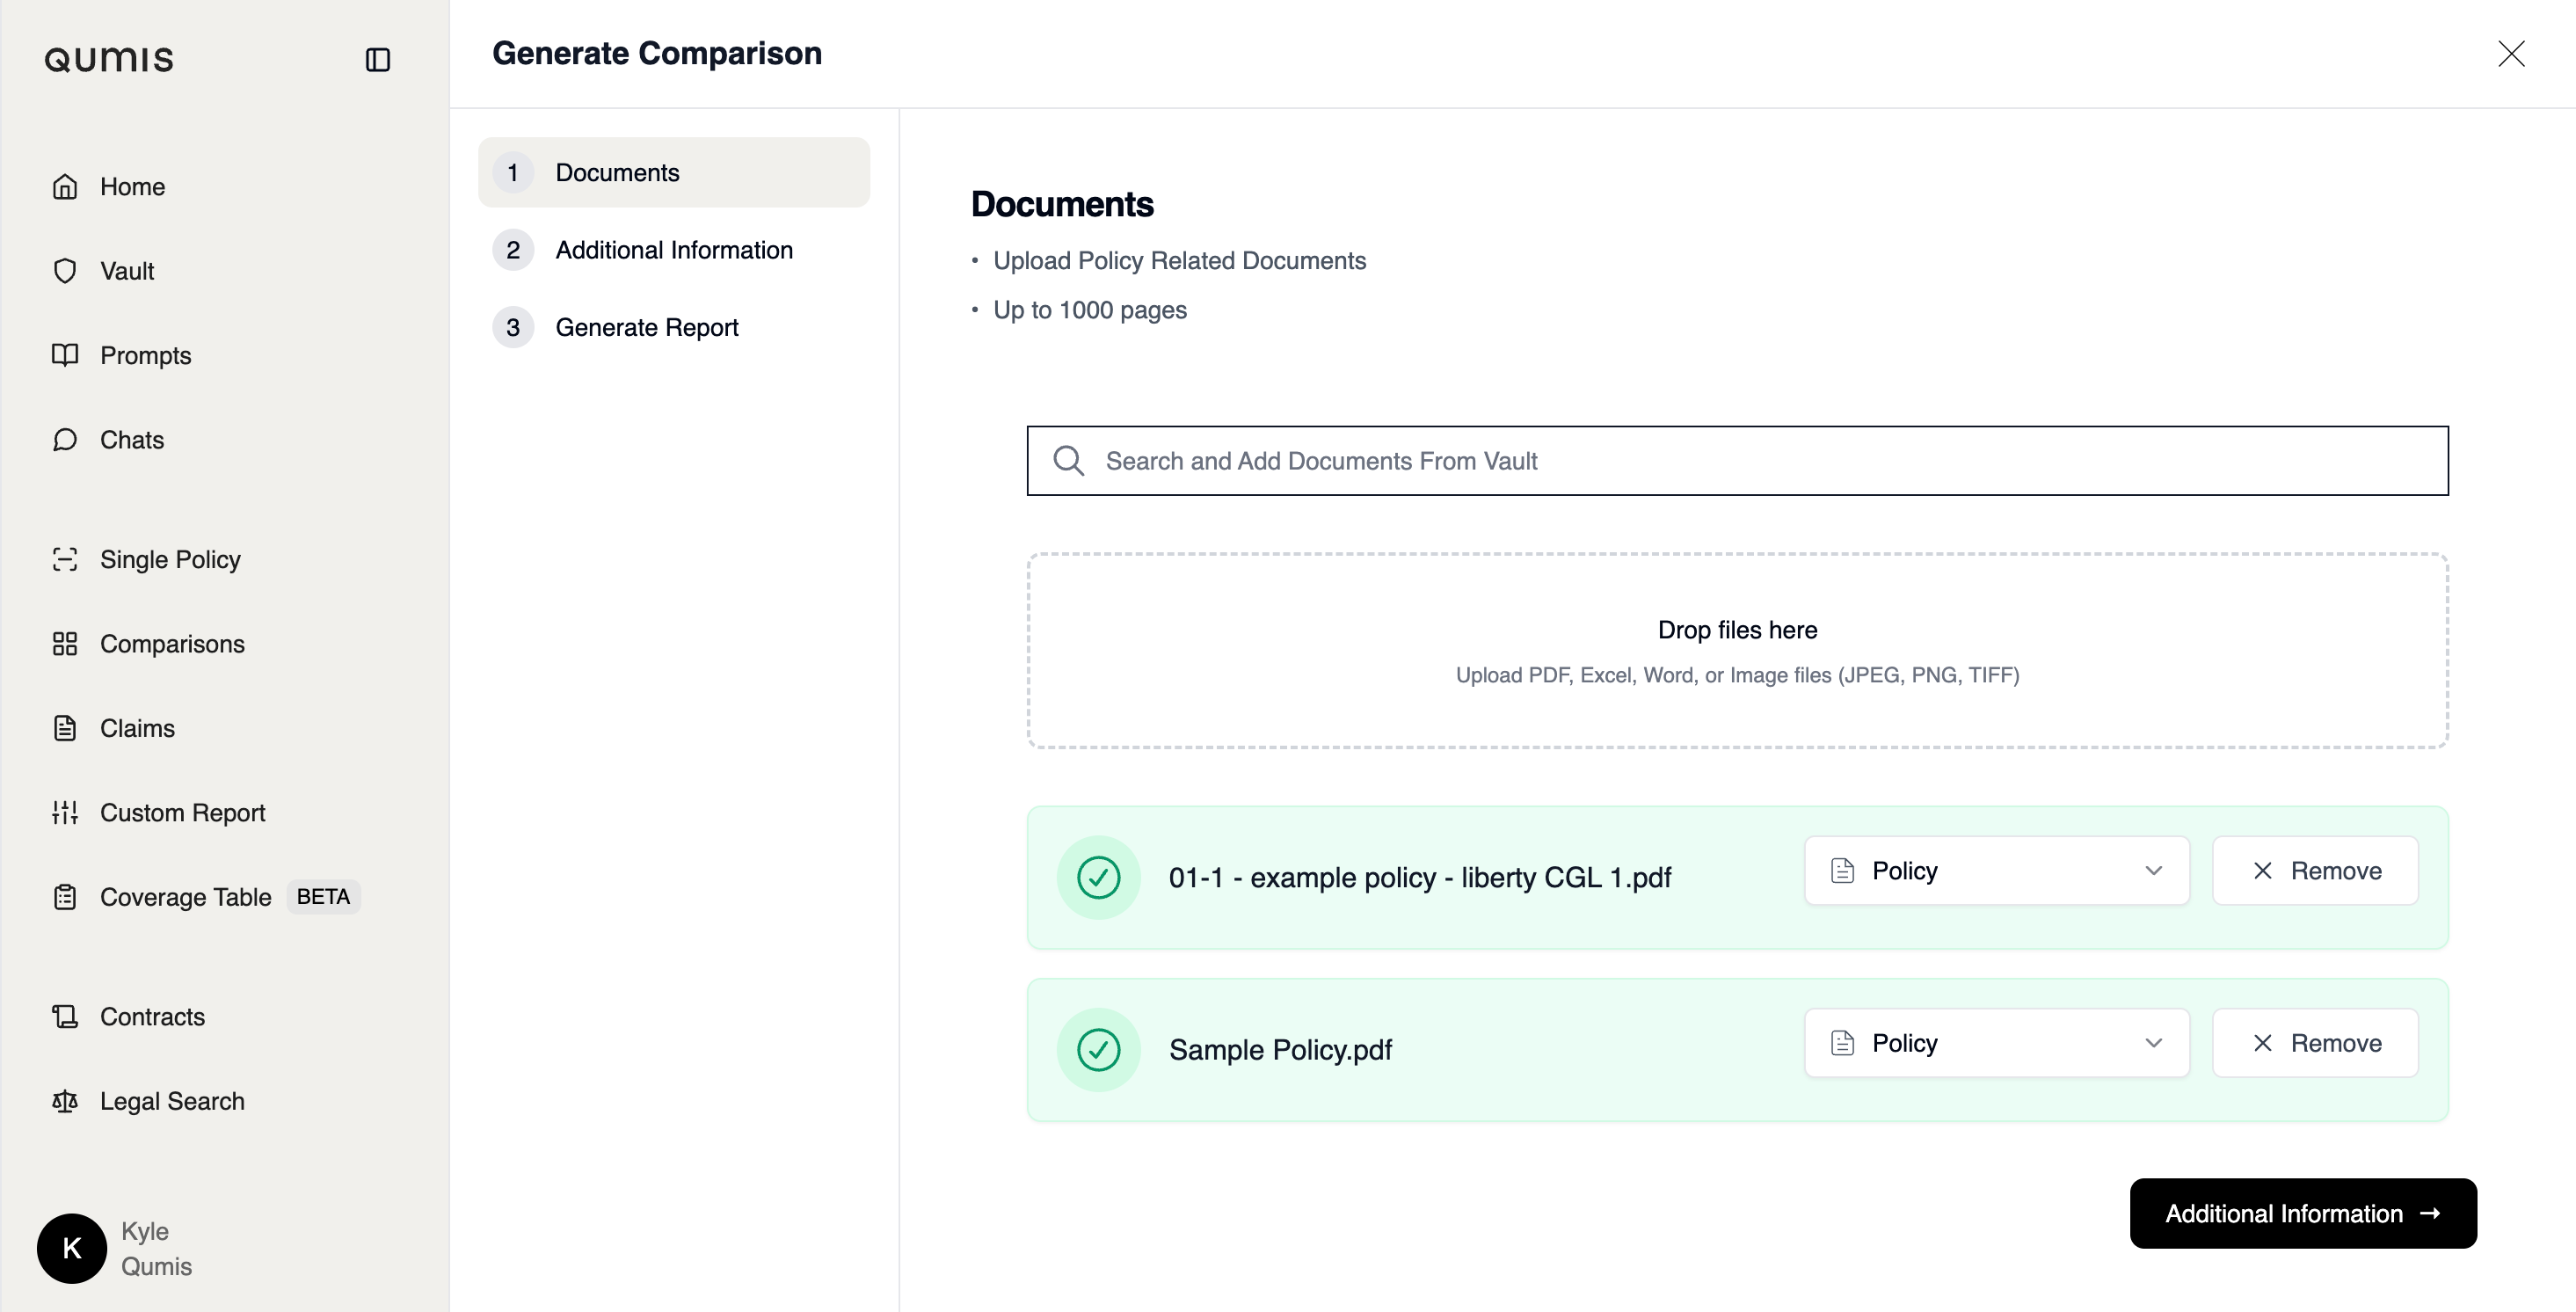 QUMIS
Home
Vault
Prompts
Chats
Single Policy
Comparisons
Claims
Custom Report
Coverage Table BETA
Contracts
Legal Search
K
Kyle
Qumis
Generate Comparison
1 Documents
2 Additional Information
3 Generate Report
Documents
• Upload Policy Related Documents
• Up to 1000 pages
Search and Add Documents From Vault
Drop files here
Upload PDF, Excel, Word, or Image files (JPEG, PNG, TIFF)
01-1 - example policy - liberty CGL 1.pdf Policy Remove
Sample Policy.pdf Policy Remove
Additional Information →